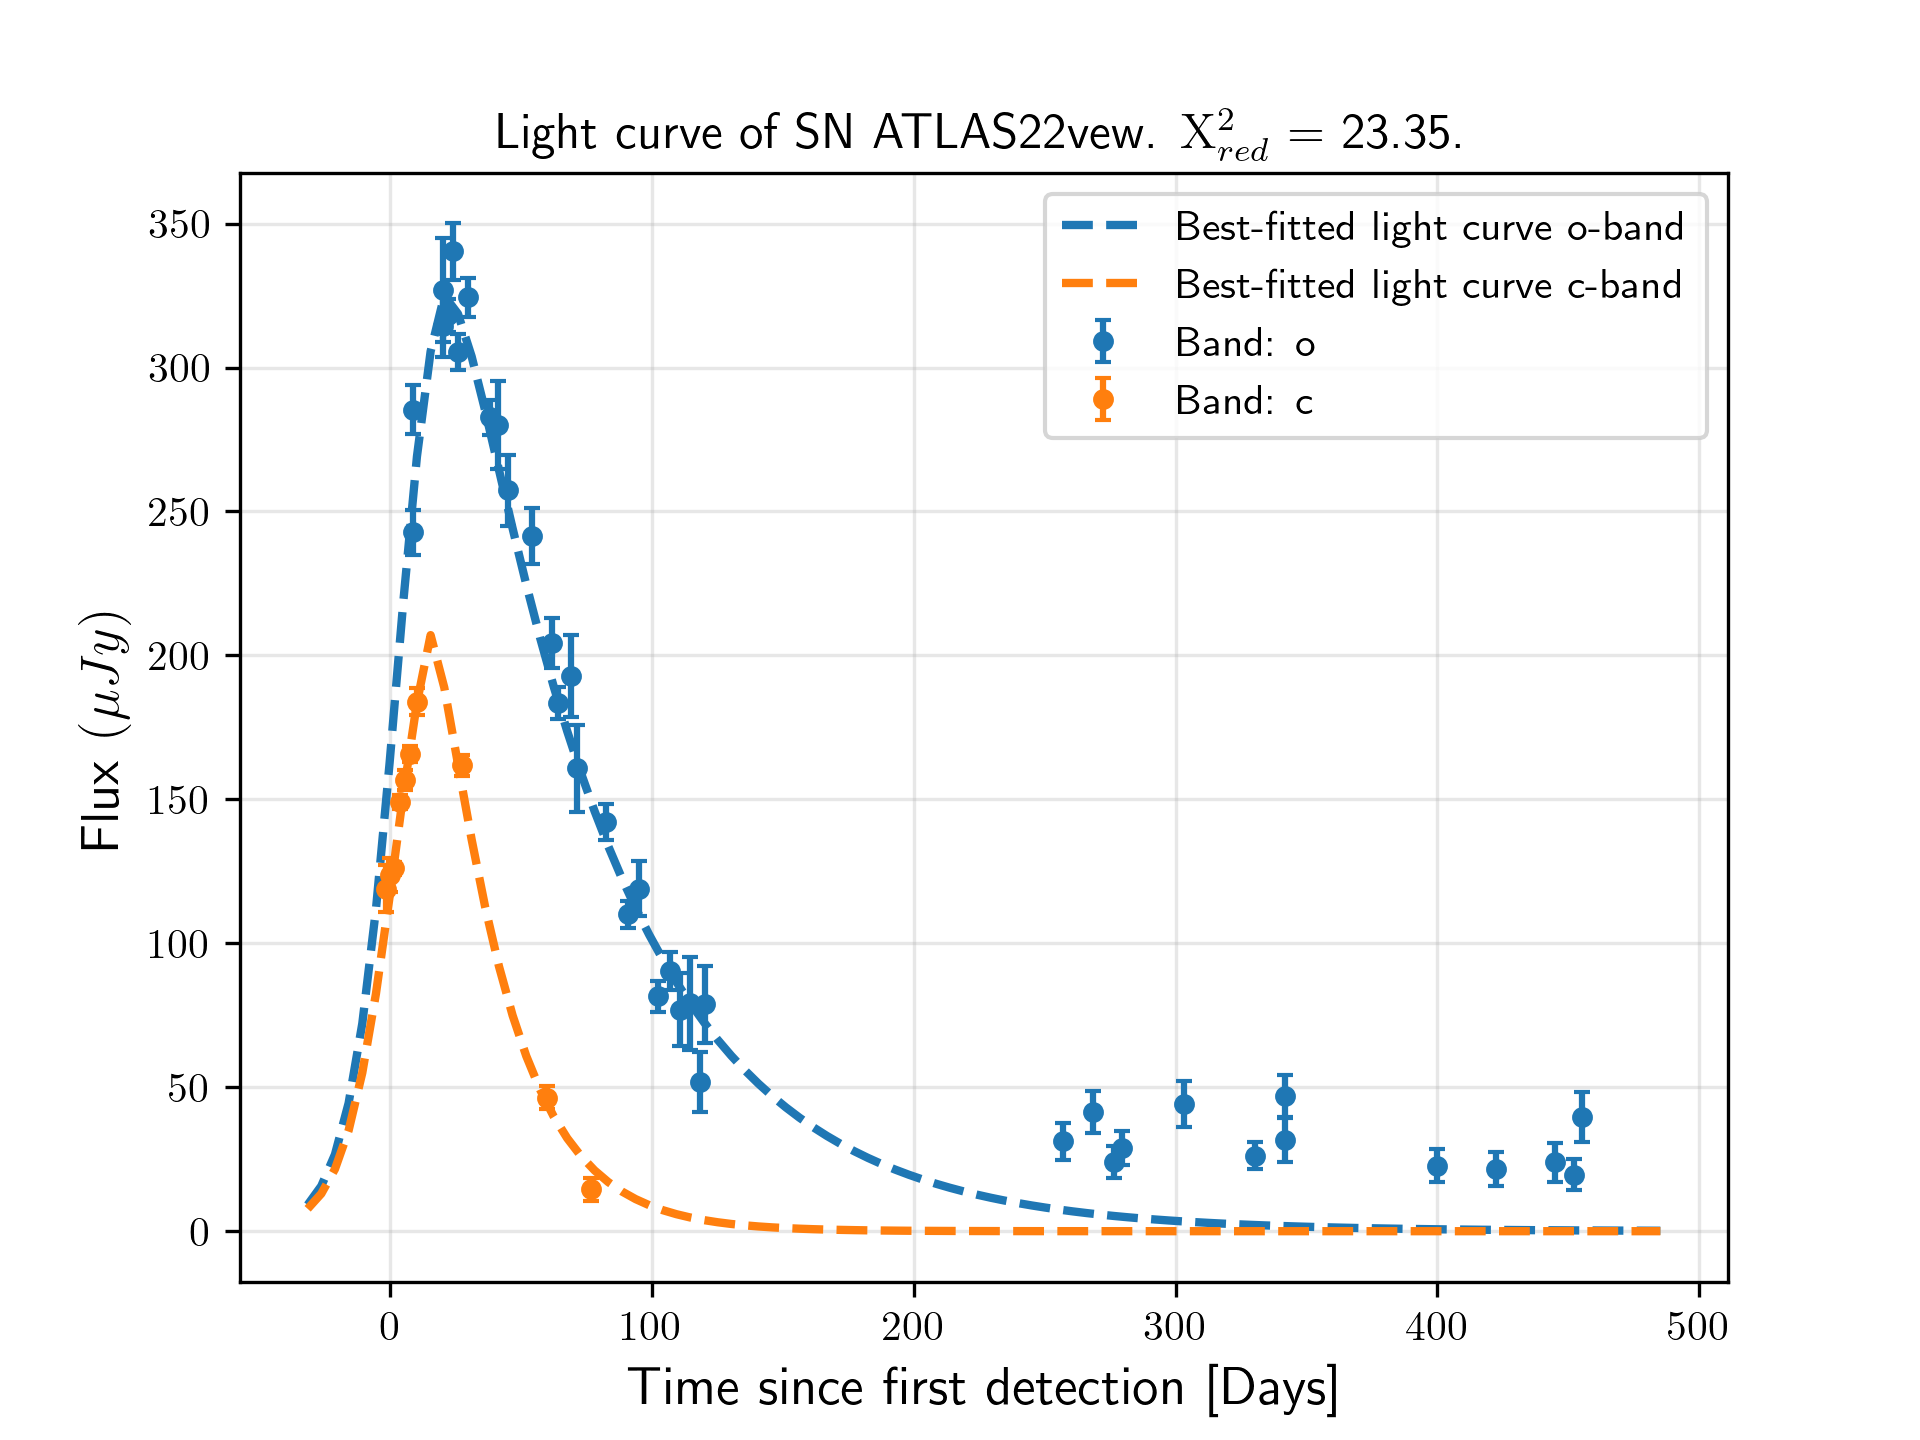 Light curve of SN ATLAS22vew. X²_red = 23.35.
Best-fitted light curve o-band
Best-fitted light curve c-band
Band: o
Band: c
Flux (μJy)
350
300
250
200
150
100
50
0
0 100 200 300 400 500
Time since first detection [Days]